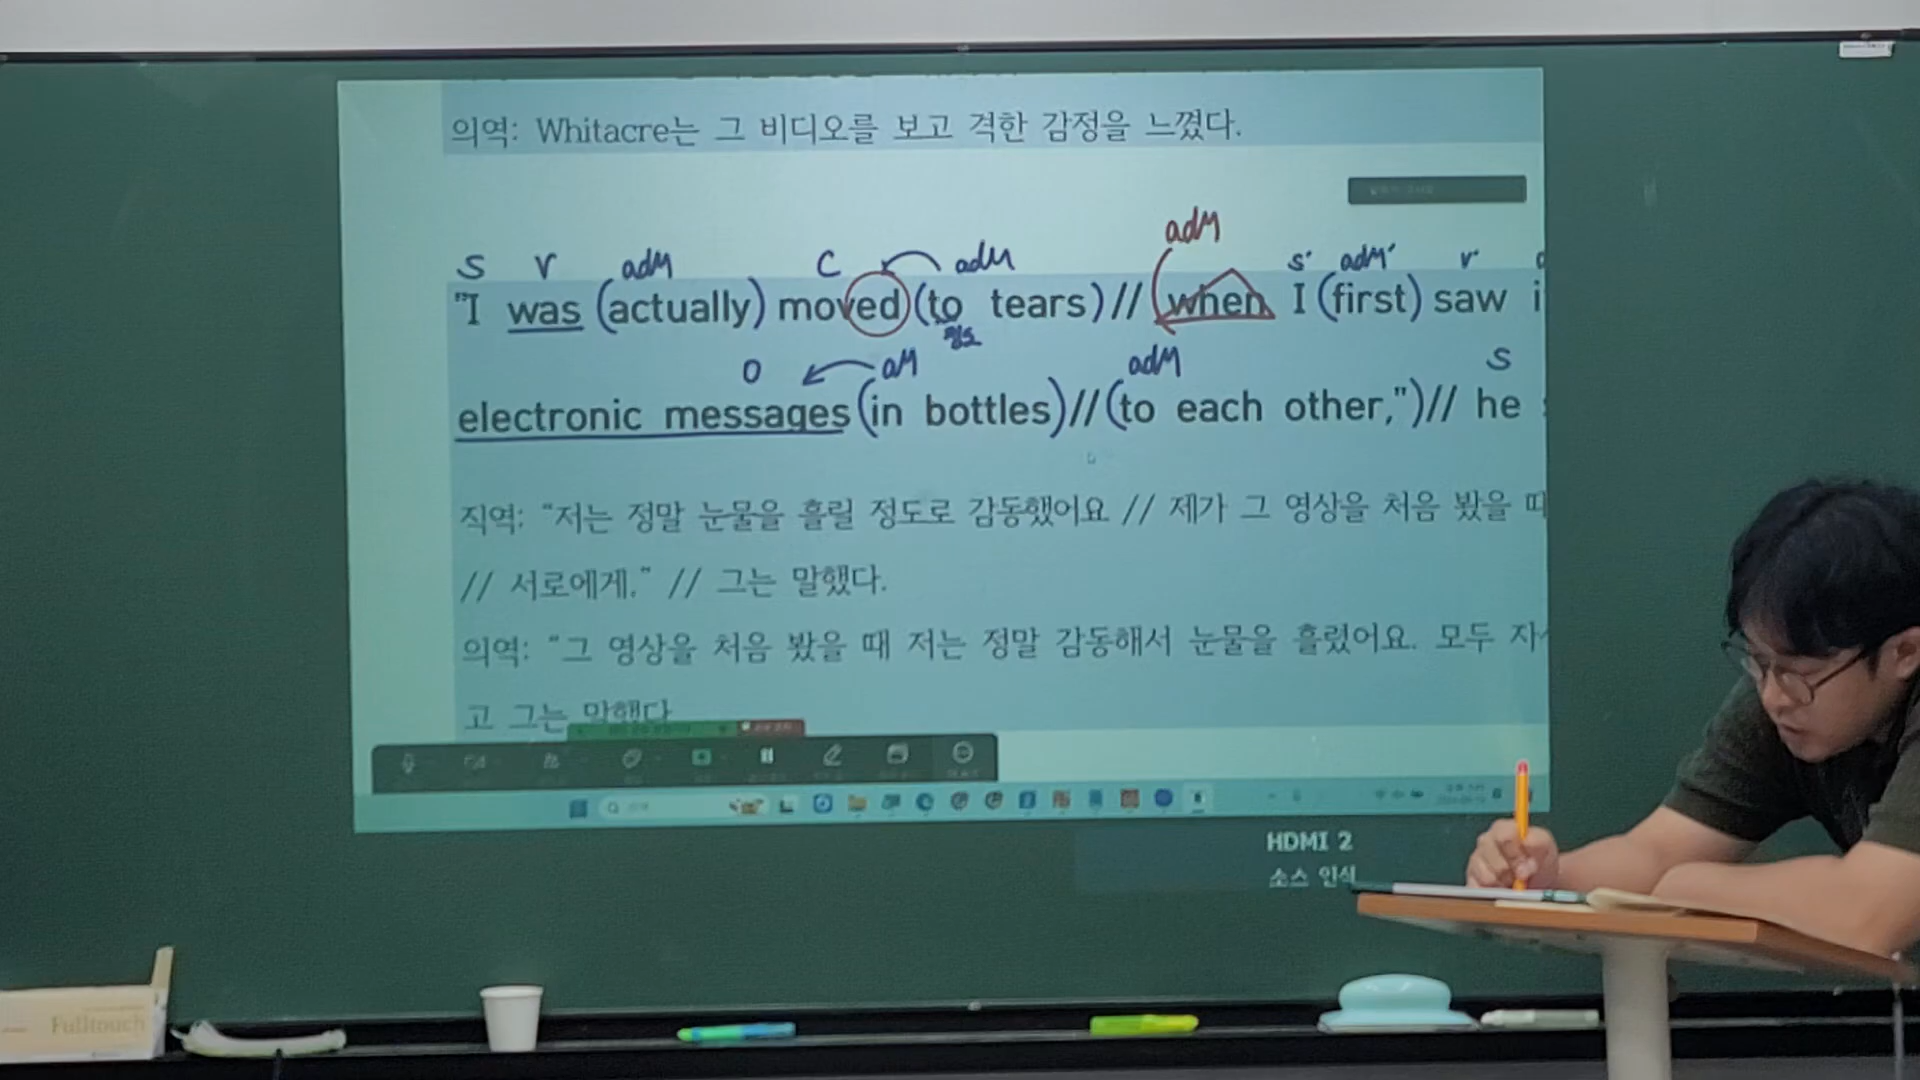 의역: Whitacre는 그 비디오를 보고 격한 감정을 느꼈다.
adM
S V adM C adM S' adM' V'
"I was (actually) moved (to tears) // (when I (first) saw i
정도
O aM adM S
electronic messages (in bottles) // (to each other,") // he
직역: "저는 정말 눈물을 흘릴 정도로 감동했어요 // 제가 그 영상을 처음 봤을 때
// 서로에게." // 그는 말했다.
의역: "그 영상을 처음 봤을 때 저는 정말 감동해서 눈물을 흘렸어요. 모두 자
고 그는 말했다
HDMI 2
소스 인식
Fulltouch